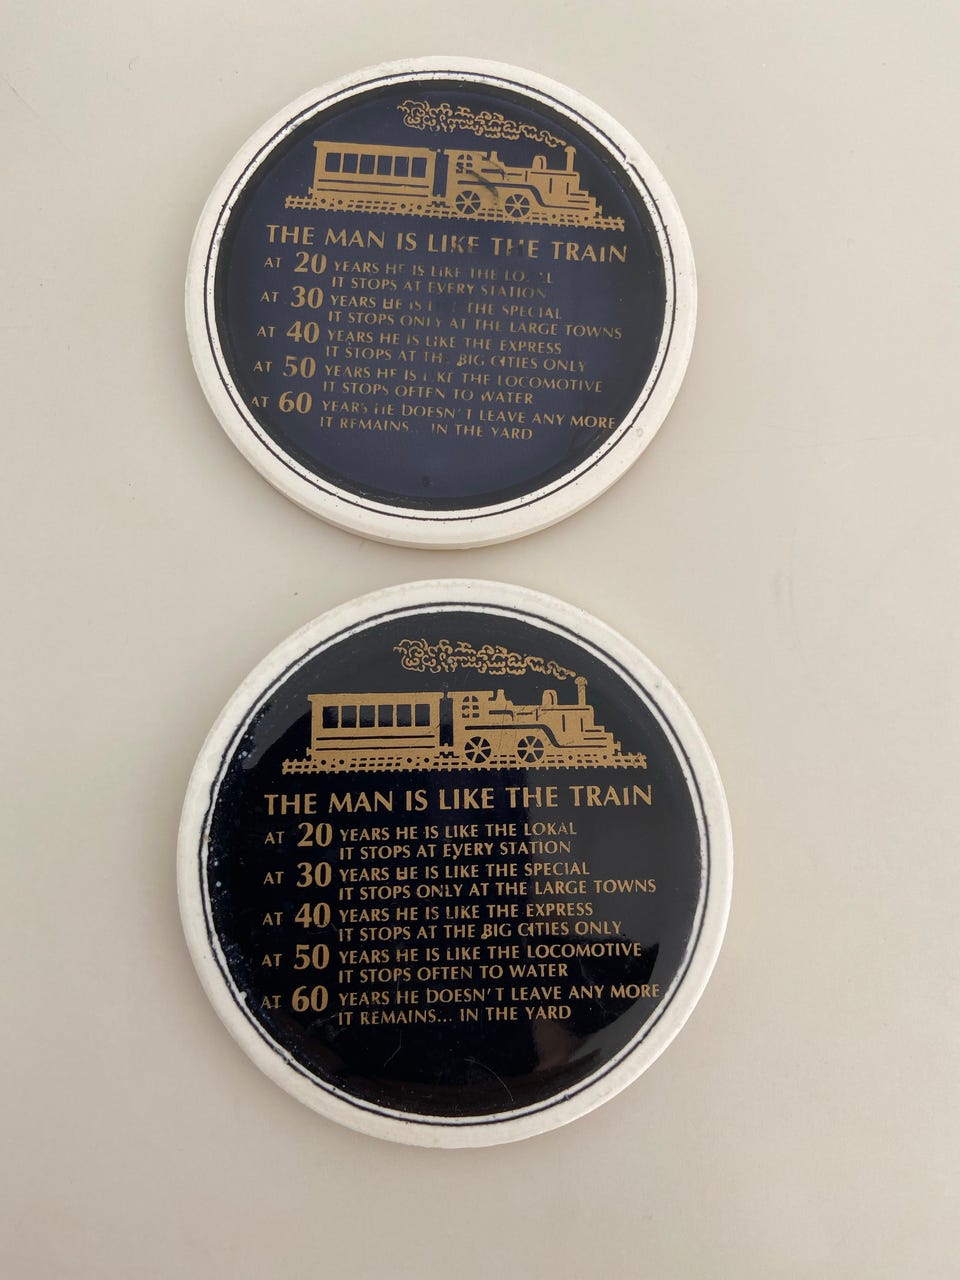 THE MAN IS LIKE THE TRAIN
AT 20 YEARS HE IS LIKE THE
IT STOPS AT EVERY STATION
AT 30 YEARS HE IS THE SPECIAL
IT STOPS ONLY AT THE LARGE TOWNS
AT 40 YEARS HE IS LIKE THE EXPRESS
IT STOPS AT THE BIG CITIES ONLY
AT 50 YEARS HE IS LIKE THE LOCOMOTIVE
IT STOPS OFTEN TO WATER
AT 60 YEARS HE DOESN'T LEAVE ANY MORE
IT REMAINS... IN THE YARD
THE MAN IS LIKE THE TRAIN
AT 20 YEARS HE IS LIKE THE LOKAL
IT STOPS AT EVERY STATION
AT 30 YEARS HE IS LIKE THE SPECIAL
IT STOPS ONLY AT THE LARGE TOWNS
AT 40 YEARS HE IS LIKE THE EXPRESS
IT STOPS AT THE BIG CITIES ONLY
AT 50 YEARS HE IS LIKE THE LOCOMOTIVE
IT STOPS OFTEN TO WATER
AT 60 YEARS HE DOESN'T LEAVE ANY MORE
IT REMAINS... IN THE YARD